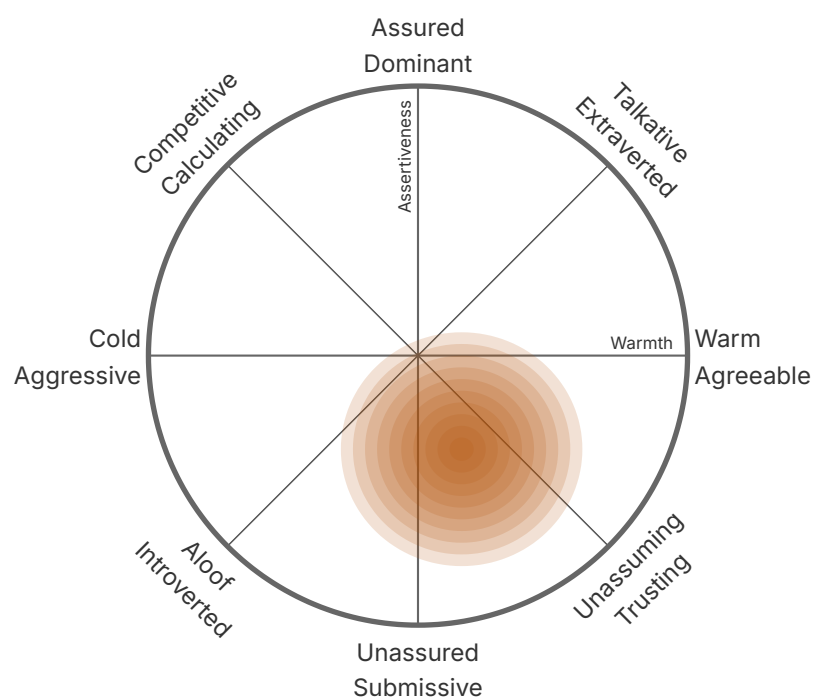 Assured
Dominant
Competitive
Calculating
Talkative
Extraverted
Assertiveness
Cold
Aggressive
Warmth
Warm
Agreeable
Aloof
Introverted
Unassuming
Trusting
Unassured
Submissive